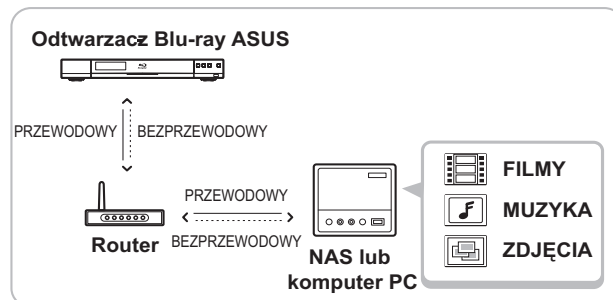 Odtwarzacz Blu-ray ASUS
PRZEWODOWY
BEZPRZEWODOWY
PRZEWODOWY
BEZPRZEWODOWY
Router
NAS lub
komputer PC
FILMY
MUZYKA
ZDJĘCIA